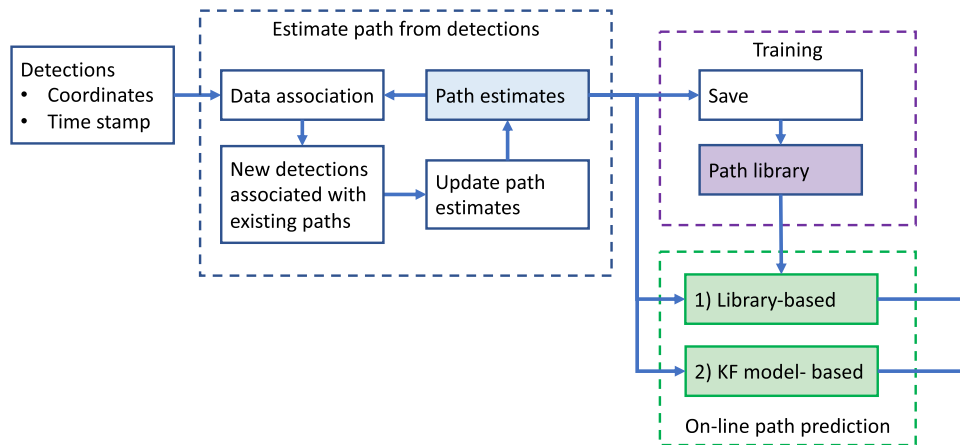 Estimate path from detections
Detections
• Coordinates
• Time stamp
Data association
Path estimates
New detections
associated with
existing paths
Update path
estimates
Training
Save
Path library
1) Library-based
2) KF model- based
On-line path prediction